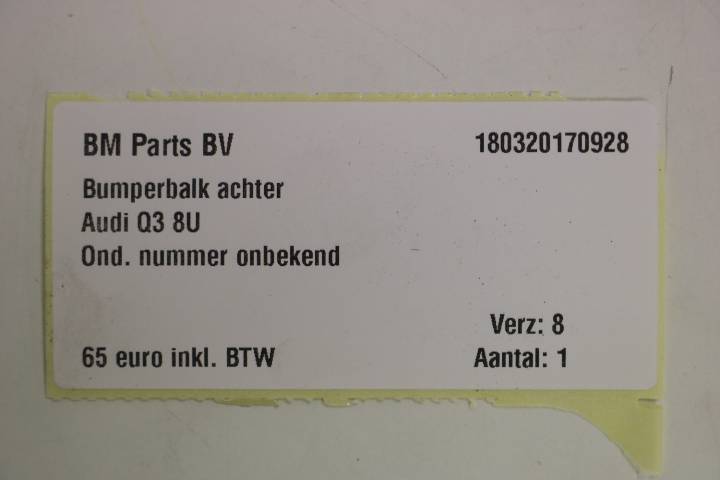 BM Parts BV 180320170928
Bumperbalk achter
Audi Q3 8U
Ond. nummer onbekend
Verz: 8
65 euro inkl. BTW Aantal: 1